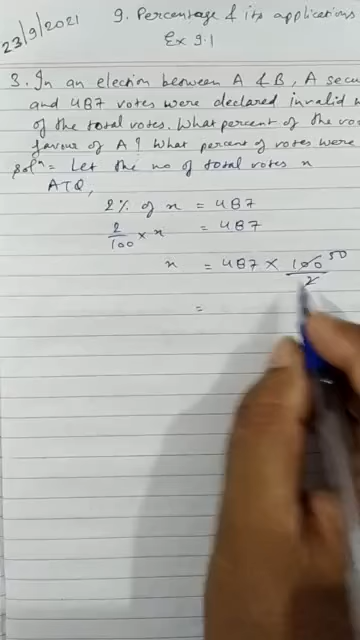 23/9/2021
9. Percentage & its applications
Ex 9.1
3. In an election between A & B, A
and 487 votes were declared invalid
of the total votes. What percent of the
favour of A? What percent of votes were
Solⁿ = Let the no of total votes x
ATQ,
2% of x = 487
2/100 × x = 487
x = 487 × 100 50 / 2
=